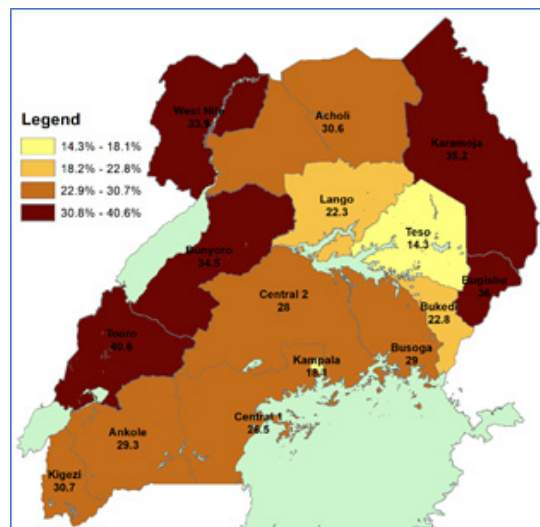 Legend
14.3% - 18.1%
18.2% - 22.8%
22.9% - 30.7%
30.8% - 40.6%
West Nile
33.9
Acholi
30.6
Karamoja
35.2
Lango
22.3
Teso
14.3
Bunyoro
34.5
Bugishu
36
Bukedi
22.8
Central 2
28
Tooro
40.6
Kampala
18.1
Busoga
29
Central 1
Ankole
29.3
Kigezi
30.7